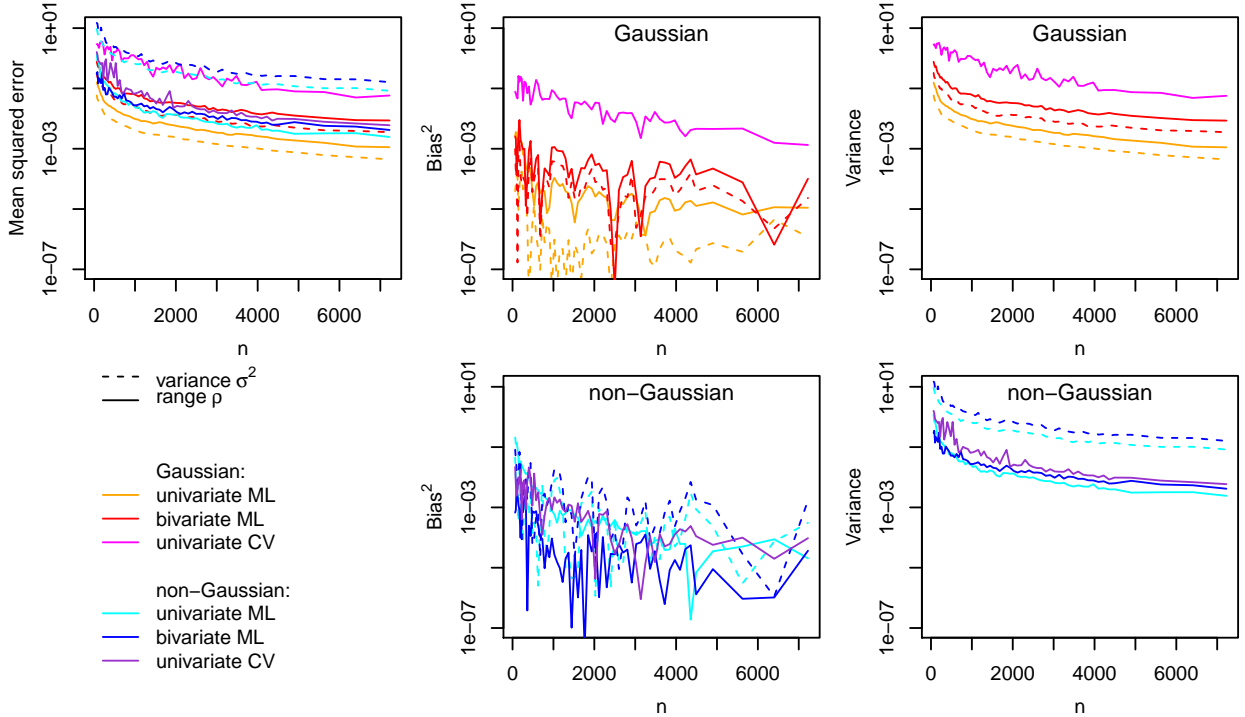 Mean squared error
1e+01
1e−03
1e−07
0
2000
4000
6000
n
Gaussian
Bias²
1e+01
1e−03
1e−07
0
2000
4000
6000
n
Gaussian
Variance
1e+01
1e−03
1e−07
0
2000
4000
6000
n
variance σ²
range ρ
Gaussian:
univariate ML
bivariate ML
univariate CV
non−Gaussian:
univariate ML
bivariate ML
univariate CV
non−Gaussian
Bias²
1e+01
1e−03
1e−07
0
2000
4000
6000
n
non−Gaussian
Variance
1e+01
1e−03
1e−07
0
2000
4000
6000
n